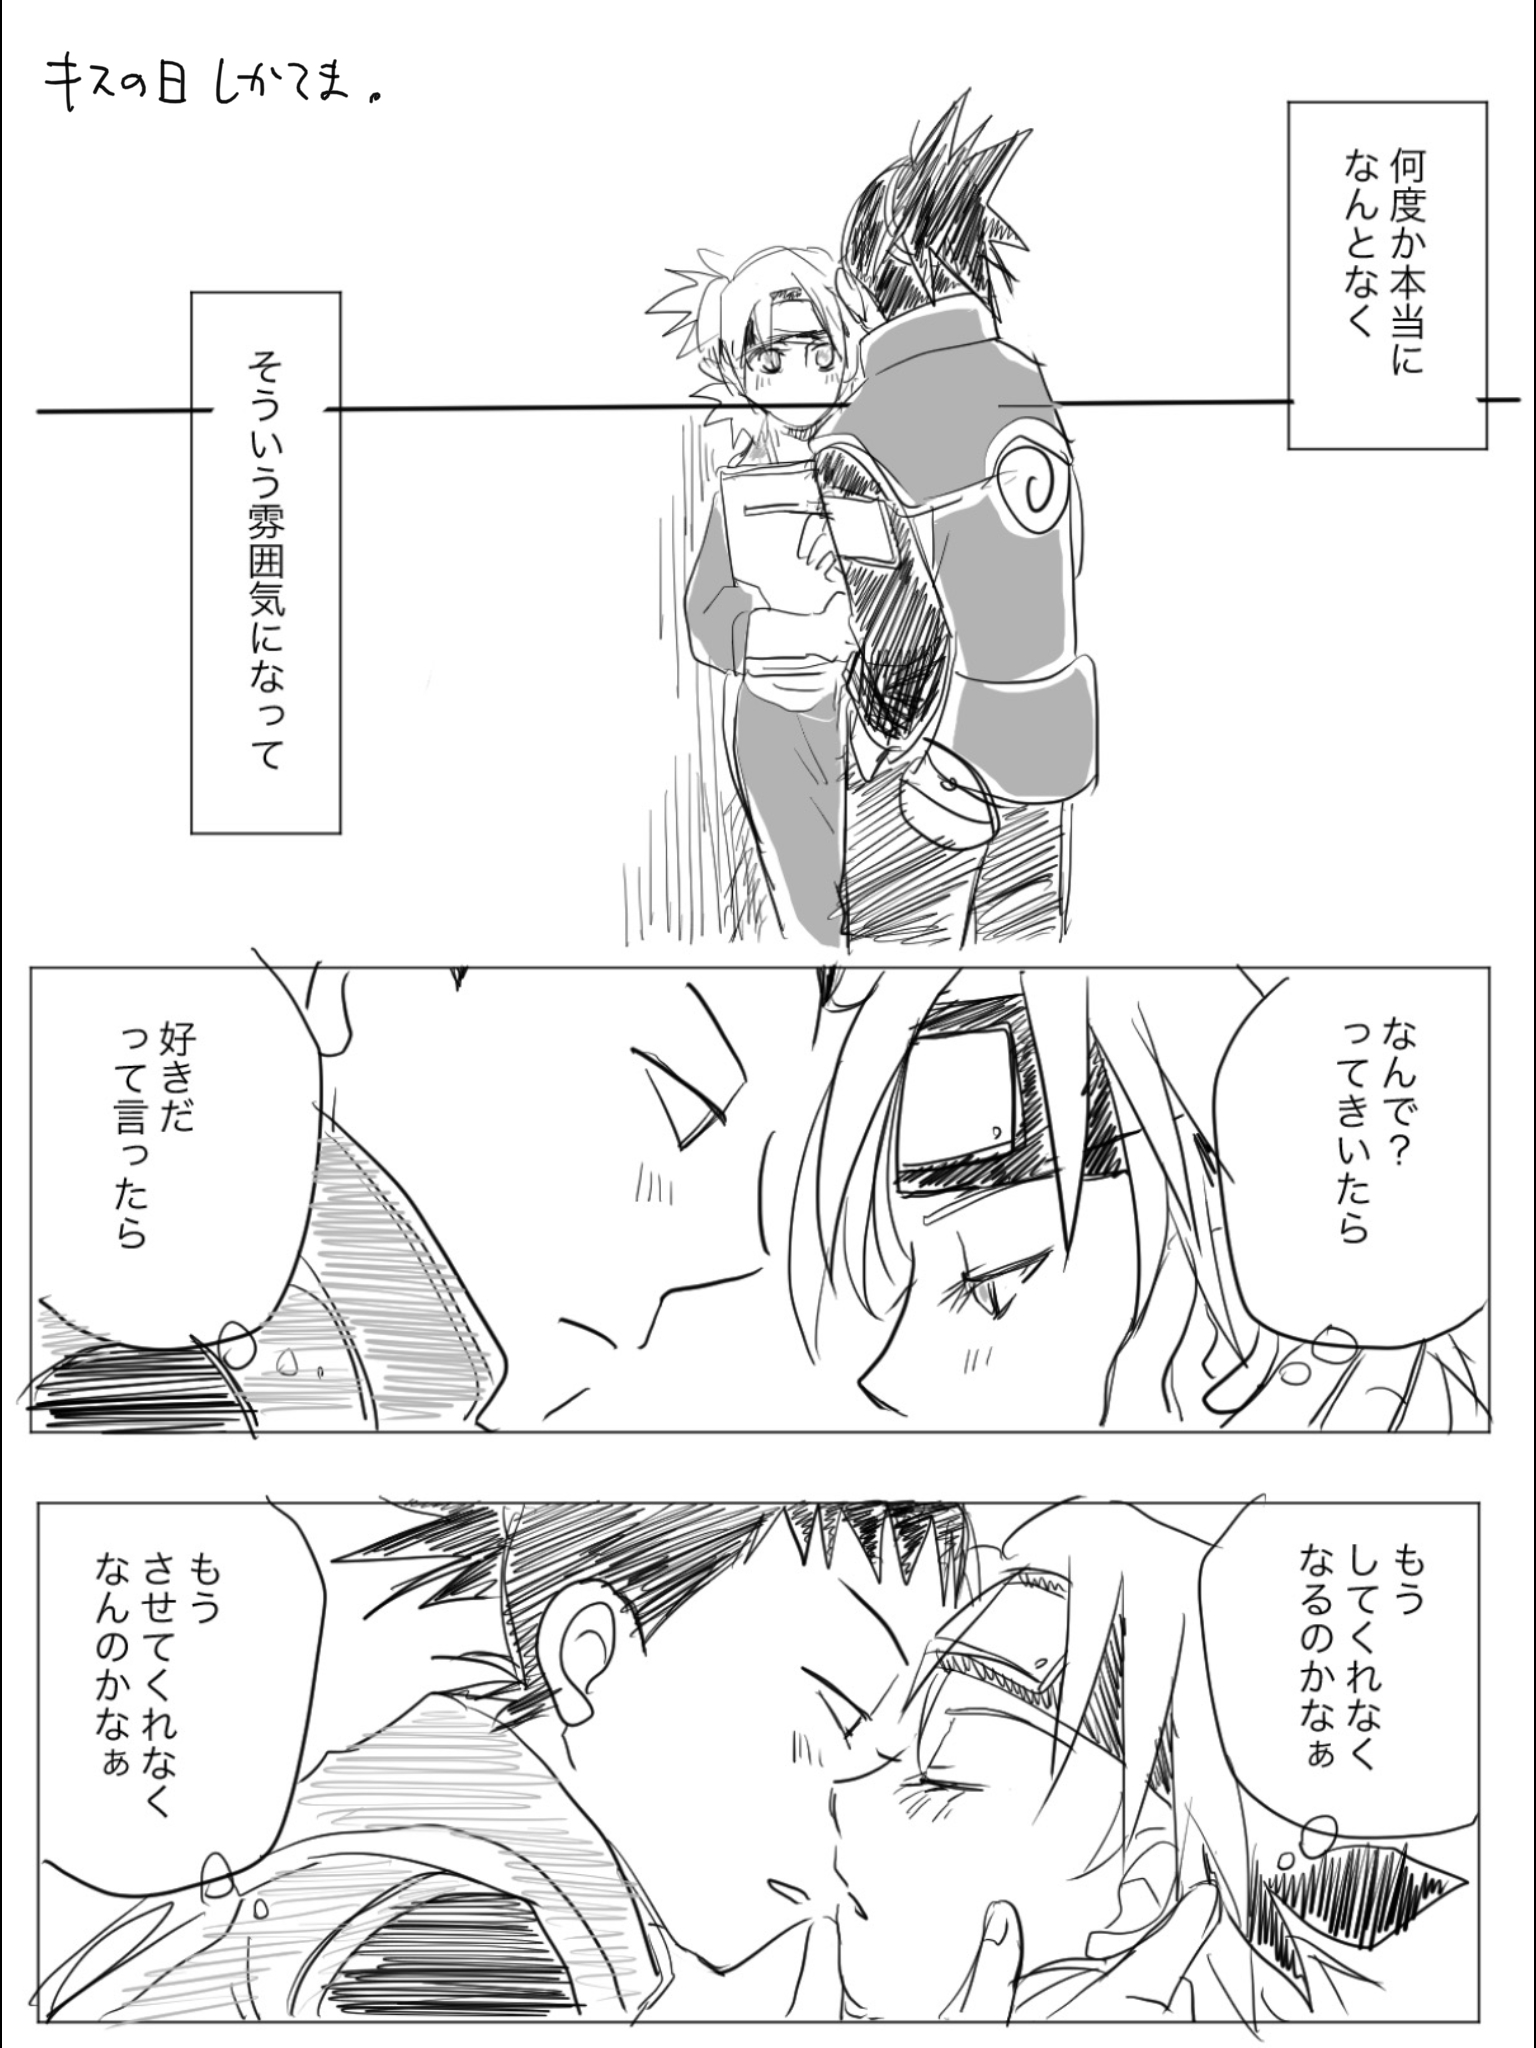 キスの日 しかてま。
何度か本当に
なんとなく
そういう雰囲気になって
なんで?
ってきいたら
好きだ
って言ったら
もう
してくれなく
なるのかなぁ
もう
させてくれなく
なんのかなぁ